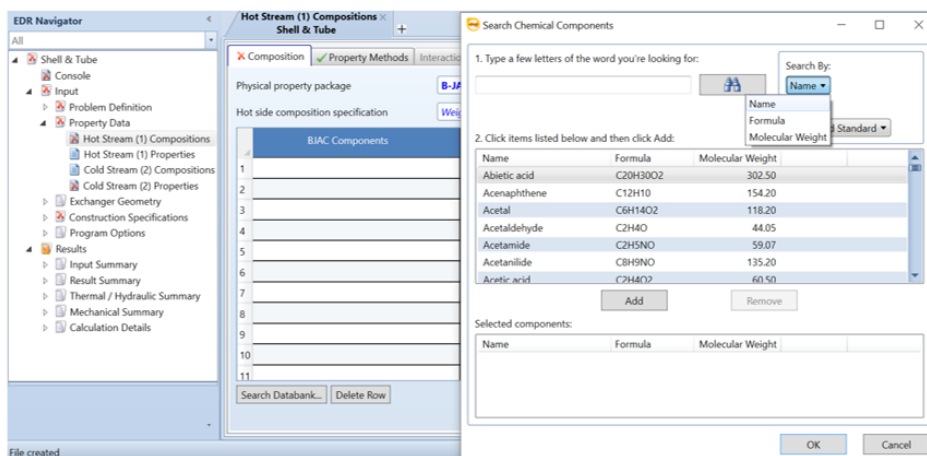 EDR Navigator
All
Shell & Tube
Console
Input
Problem Definition
Property Data
Hot Stream (1) Compositions
Hot Stream (1) Properties
Cold Stream (2) Compositions
Cold Stream (2) Properties
Exchanger Geometry
Construction Specifications
Program Options
Results
Input Summary
Result Summary
Thermal / Hydraulic Summary
Mechanical Summary
Calculation Details
File created
Hot Stream (1) Compositions ×
Shell & Tube
+
Composition
Property Methods
Interactio
Physical property package
B-JA
Hot side composition specification
Weig
BJAC Components
1
2
3
4
5
6
7
8
9
10
11
Search Databank...
Delete Row
Search Chemical Components
1. Type a few letters of the word you're looking for:
Search By:
Name
Name
Formula
Molecular Weight
d Standard
2. Click items listed below and then click Add:
Name Formula Molecular Weight
Abietic acid C20H30O2 302.50
Acenaphthene C12H10 154.20
Acetal C6H14O2 118.20
Acetaldehyde C2H4O 44.05
Acetamide C2H5NO 59.07
Acetanilide C8H9NO 135.20
Acetic acid C2H4O2 60.50
Add
Remove
Selected components:
Name Formula Molecular Weight
OK
Cancel